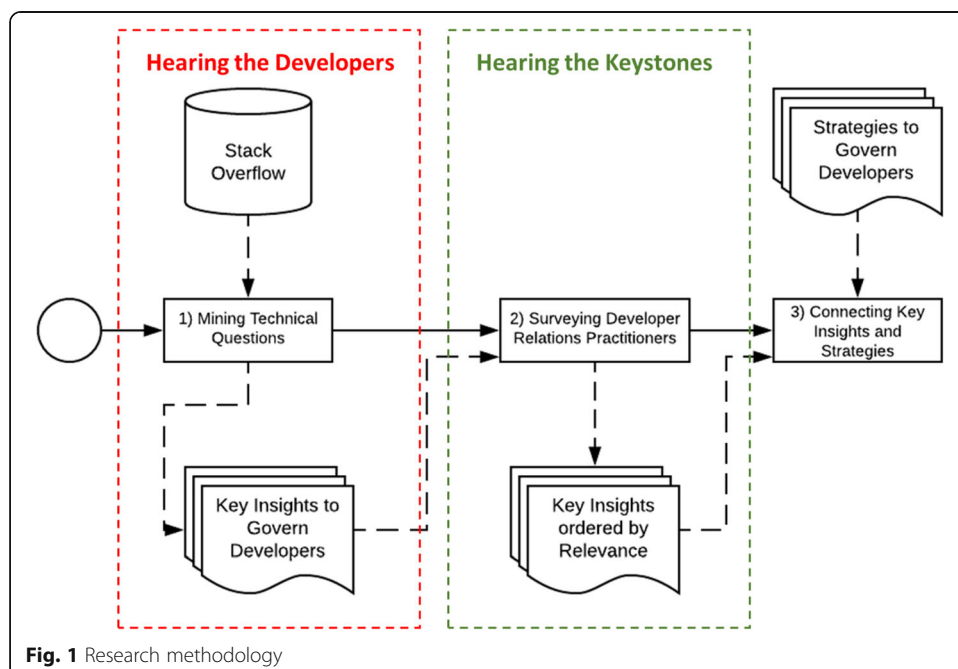 Hearing the Developers
Hearing the Keystones
Stack
Overflow
Strategies to
Govern
Developers
1) Mining Technical
Questions
2) Surveying Developer
Relations Practitioners
3) Connecting Key
Insights and
Strategies
Key Insights to
Govern
Developers
Key Insights
ordered by
Relevance
Fig. 1 Research methodology